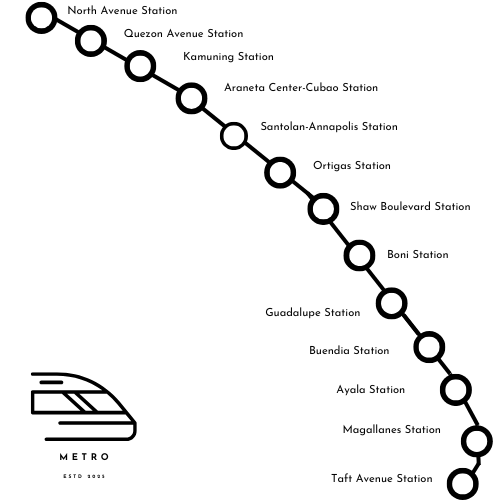 North Avenue Station
Quezon Avenue Station
Kamuning Station
Araneta Center-Cubao Station
Santolan-Annapolis Station
Ortigas Station
Shaw Boulevard Station
Boni Station
Guadalupe Station
Buendia Station
Ayala Station
Magallanes Station
Taft Avenue Station
METRO
ESTD 2025